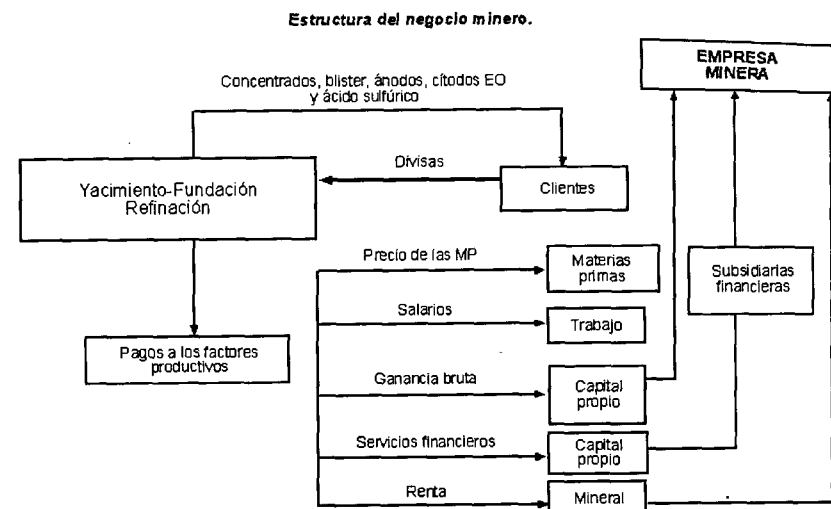 Estructura del negocio minero.
EMPRESA
MINERA
Concentrados, blister, ánodos, cítodos EO
y ácido sulfúrico
Divisas
Yacimiento-Fundación
Refinación
Clientes
Precio de las MP
Materias
primas
Subsidiarias
financieras
Salarios
Trabajo
Pagos a los factores
productivos
Ganancia bruta
Capital
propio
Servicios financieros
Capital
propio
Renta
Mineral